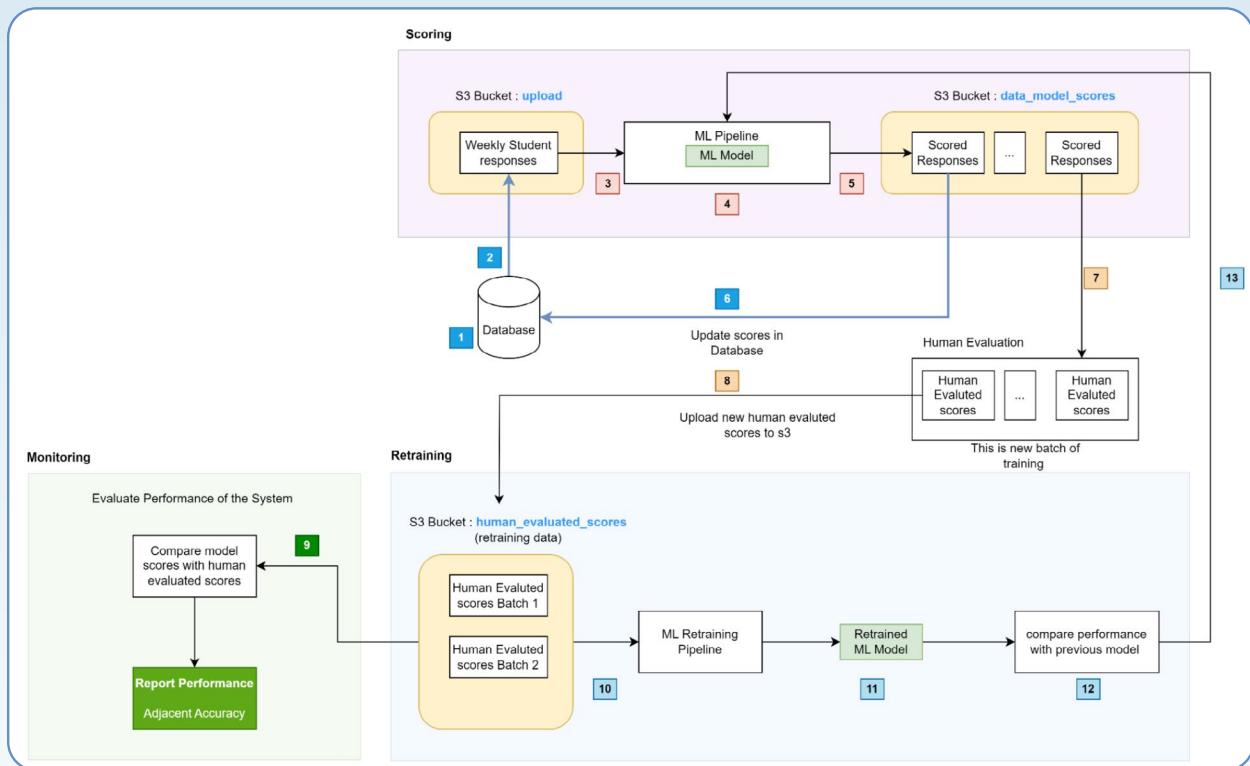 Scoring
S3 Bucket : upload
S3 Bucket : data_model_scores
Weekly Student
responses
ML Pipeline
ML Model
Scored
Responses
...
Scored
Responses
3
4
5
2
1
Database
6
Update scores in
Database
7
13
Human Evaluation
Human
Evaluted
scores
...
Human
Evaluted
scores
This is new batch of
training
8
Upload new human evaluted
scores to s3
Monitoring
Evaluate Performance of the System
Compare model
scores with human
evaluated scores
9
Report Performance
Adjacent Accuracy
Retraining
S3 Bucket : human_evaluated_scores
(retraining data)
Human Evaluted
scores Batch 1
Human Evaluted
scores Batch 2
10
ML Retraining
Pipeline
Retrained
ML Model
11
compare performance
with previous model
12